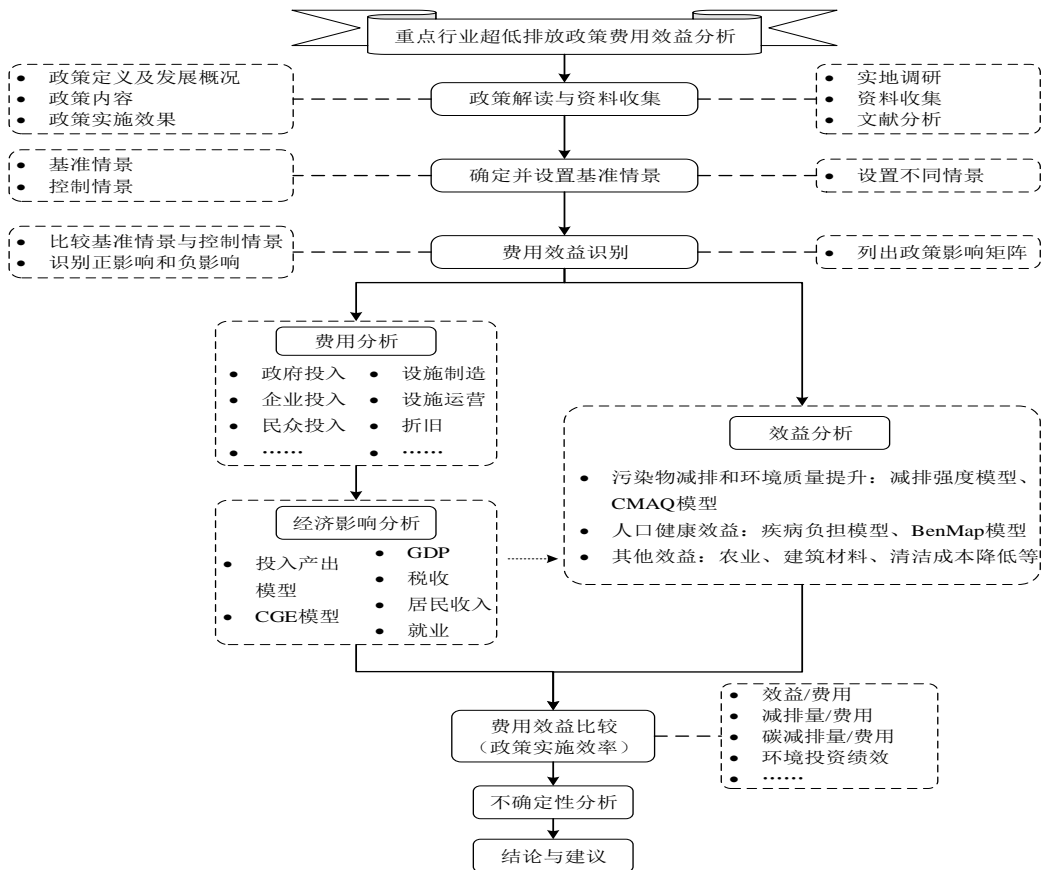 重点行业超低排放政策费用效益分析
● 政策定义及发展概况
● 政策内容
● 政策实施效果
政策解读与资料收集
● 实地调研
● 资料收集
● 文献分析
● 基准情景
● 控制情景
确定并设置基准情景
● 设置不同情景
● 比较基准情景与控制情景
● 识别正影响和负影响
费用效益识别
● 列出政策影响矩阵
费用分析
● 政府投入
● 企业投入
● 民众投入
● ……
● 设施制造
● 设施运营
● 折旧
● ……
经济影响分析
● 投入产出
模型
● CGE模型
● GDP
● 税收
● 居民收入
● 就业
效益分析
● 污染物减排和环境质量提升：减排强度模型、
CMAQ模型
● 人口健康效益：疾病负担模型、BenMap模型
● 其他效益：农业、建筑材料、清洁成本降低等
费用效益比较
（政策实施效率）
● 效益/费用
● 减排量/费用
● 碳减排量/费用
● 环境投资绩效
● ……
不确定性分析
结论与建议